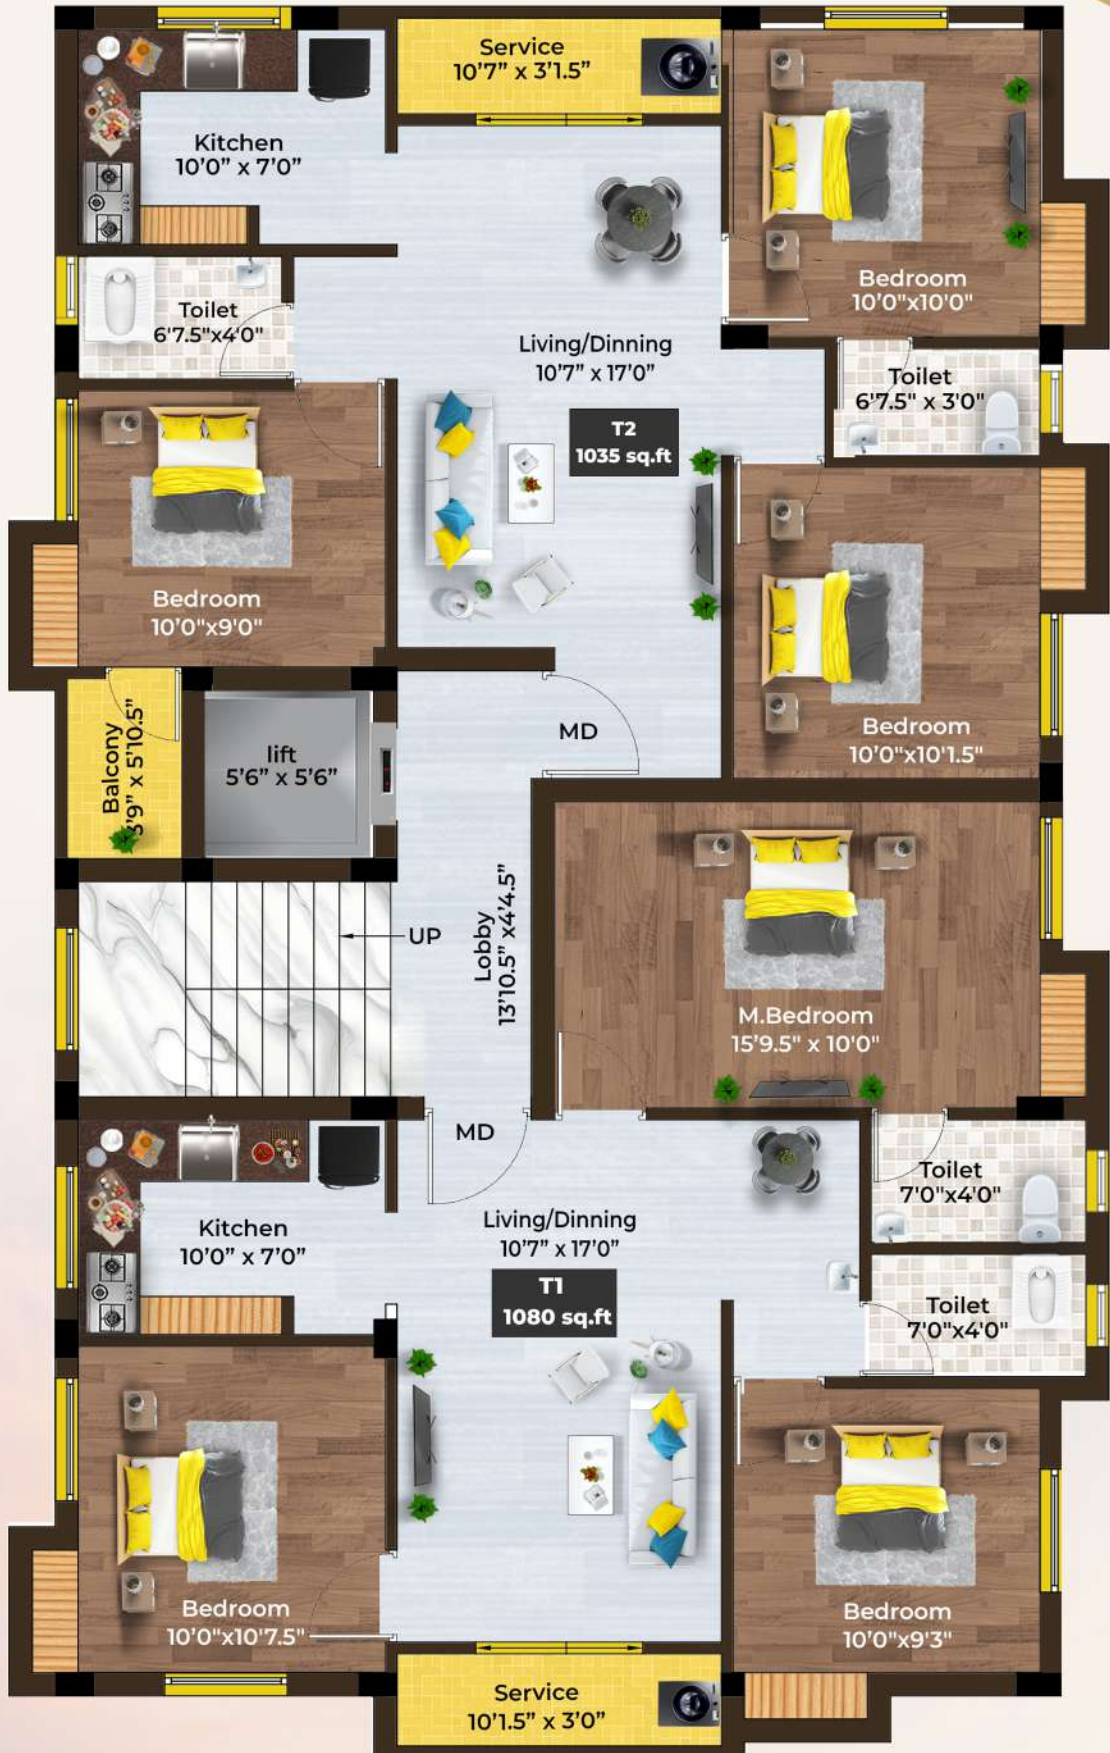 Service
10'7" x 3'1.5"
Kitchen
10'0" x 7'0"
Bedroom
10'0"x10'0"
Toilet
6'7.5"x4'0"
Living/Dinning
10'7" x 17'0"
Toilet
6'7.5" x 3'0"
T2
1035 sq.ft
Bedroom
10'0"x9'0"
Bedroom
10'0"x10'1.5"
MD
Balcony
3'9" x 5'10.5"
lift
5'6" x 5'6"
UP
Lobby
13'10.5" x4'4.5"
M.Bedroom
15'9.5" x 10'0"
MD
Toilet
7'0"x4'0"
Kitchen
10'0" x 7'0"
Living/Dinning
10'7" x 17'0"
T1
1080 sq.ft
Toilet
7'0"x4'0"
Bedroom
10'0"x10'7.5"
Bedroom
10'0"x9'3"
Service
10'1.5" x 3'0"